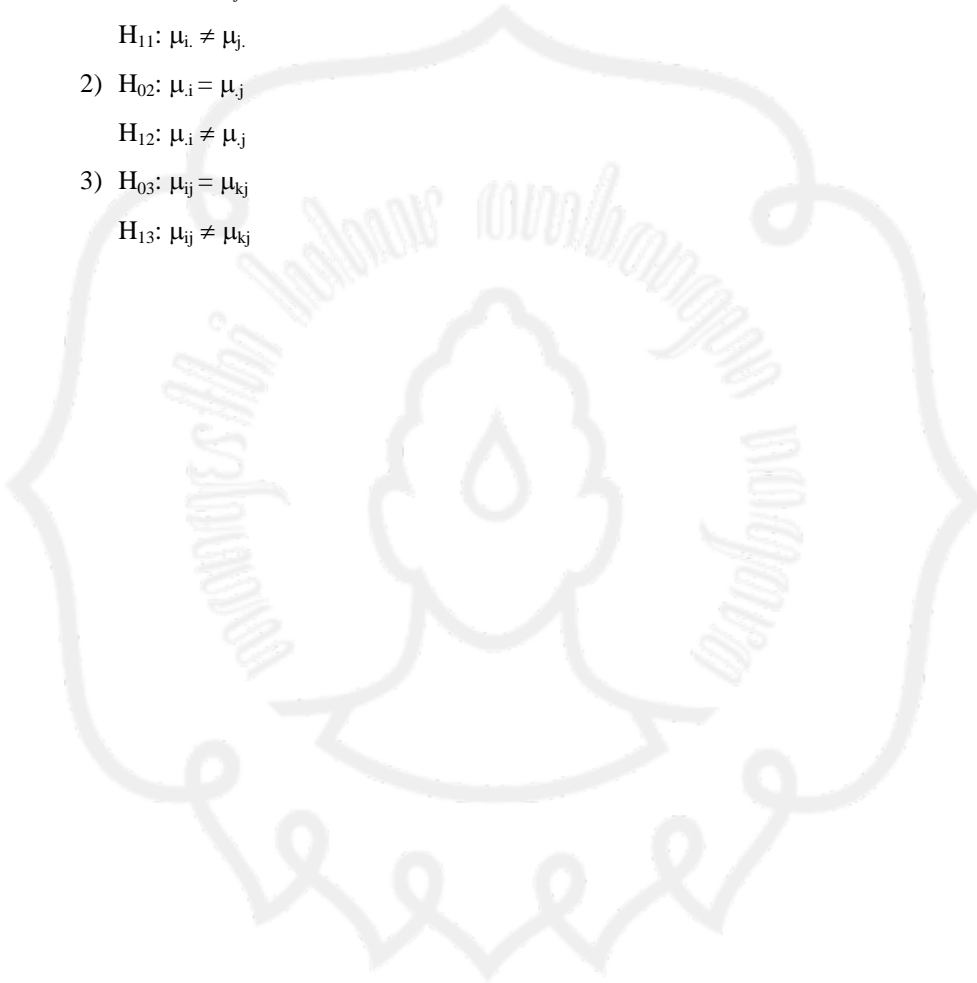 H₁₁: μᵢ. ≠ μⱼ.
2) H₀₂: μ.ᵢ = μ.ⱼ
H₁₂: μ.ᵢ ≠ μ.ⱼ
3) H₀₃: μᵢⱼ = μₖⱼ
H₁₃: μᵢⱼ ≠ μₖⱼ